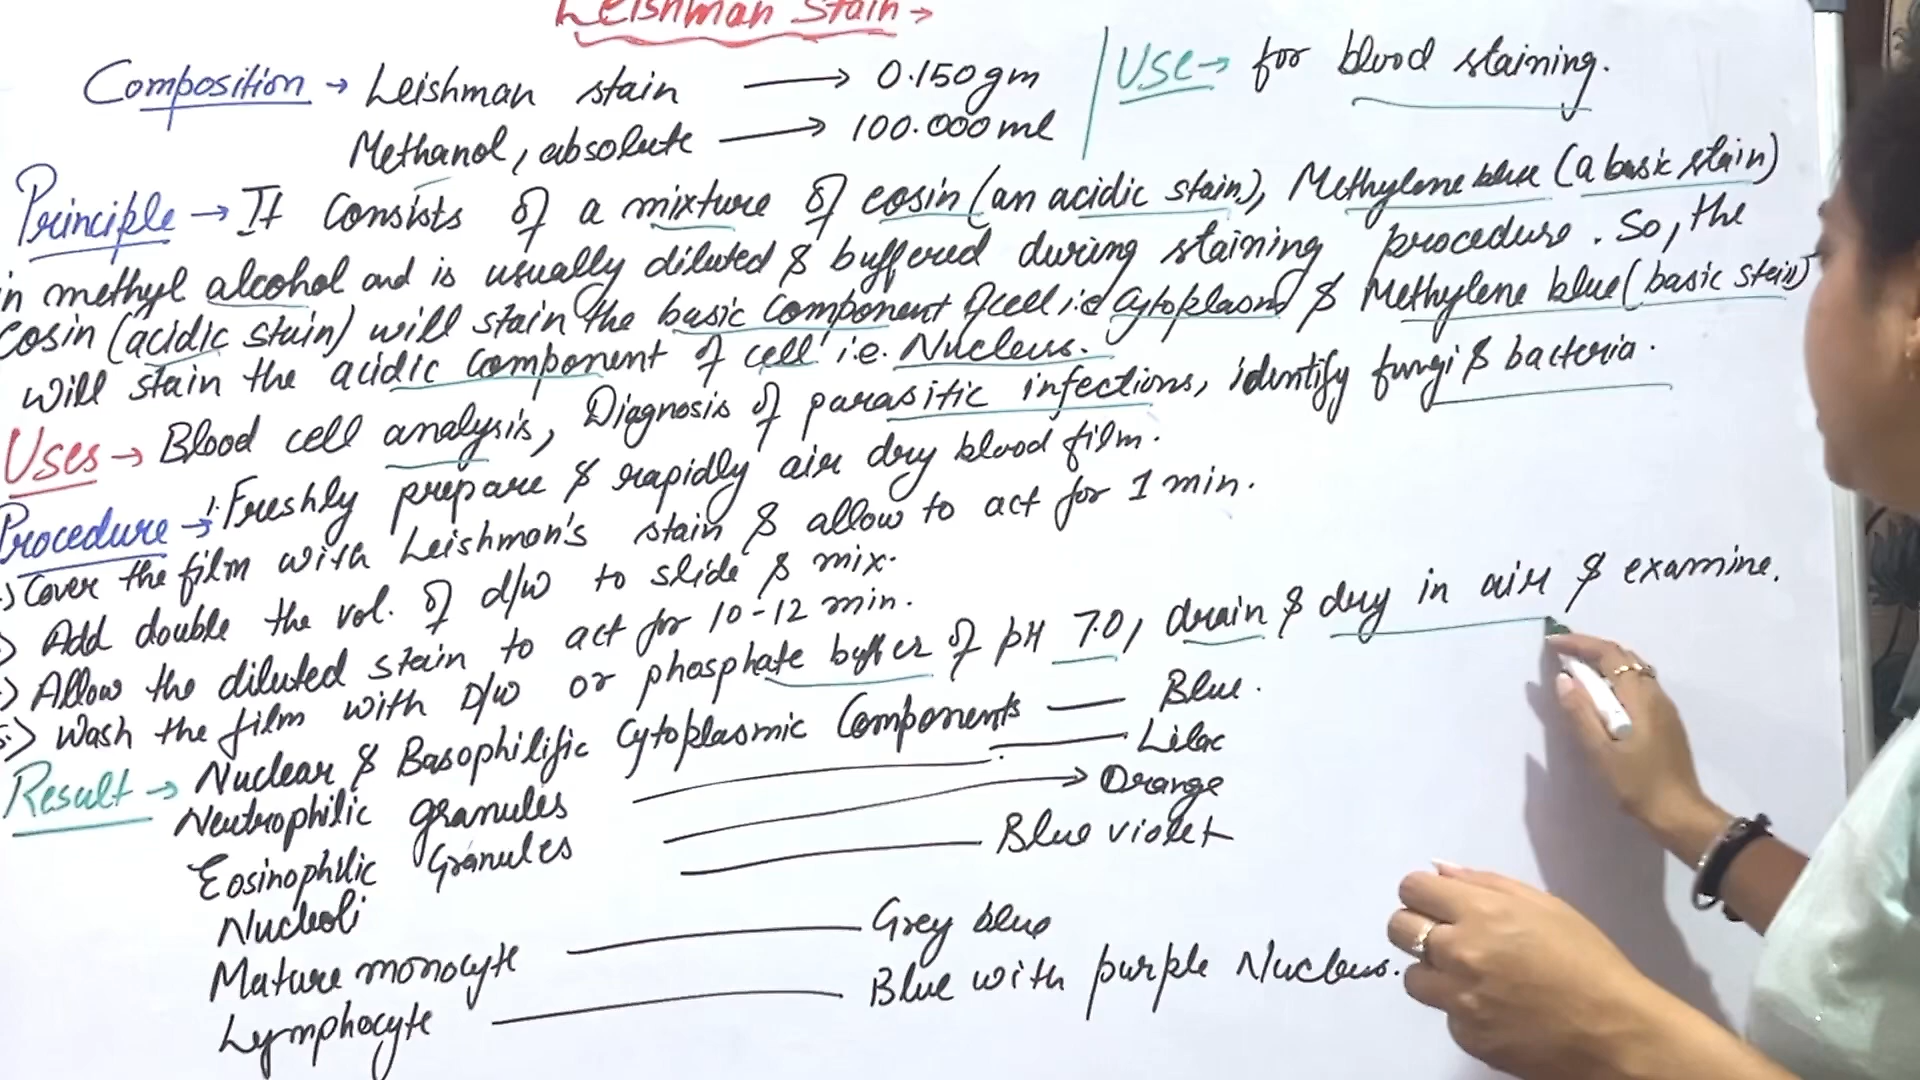 Leishman Stain →
Composition → Leishman stain → 0.150gm
Methanol, absolute → 100.000ml
Use → for blood staining.
Principle → It consists of a mixture of eosin (an acidic stain), Methylene blue (a basic stain)
in methyl alcohol and is usually diluted & buffered during staining procedure. So, the
eosin (acidic stain) will stain the basic component of cell i.e cytoplasm & Methylene blue (basic stain)
will stain the acidic component of cell i.e. Nucleus.
Uses → Blood cell analysis, Diagnosis of parasitic infections, identify fungi & bacteria.
Procedure → 1. Freshly prepare & rapidly air dry blood film.
Cover the film with Leishman's stain & allow to act for 1 min.
Add double the vol. of d/w to slide & mix.
Allow the diluted stain to act for 10-12 min.
Wash the film with D/w or phosphate buffer of pH 7.0, drain & dry in air & examine.
Result → Nuclear & Basophilific Cytoplasmic Components — Blue.
Neutrophilic granules — Lilac
Eosinophilic Granules → Orange
Nucleoli — Blue violet
Mature monocyte — Grey blue
Lymphocyte — Blue with purple Nucleus.